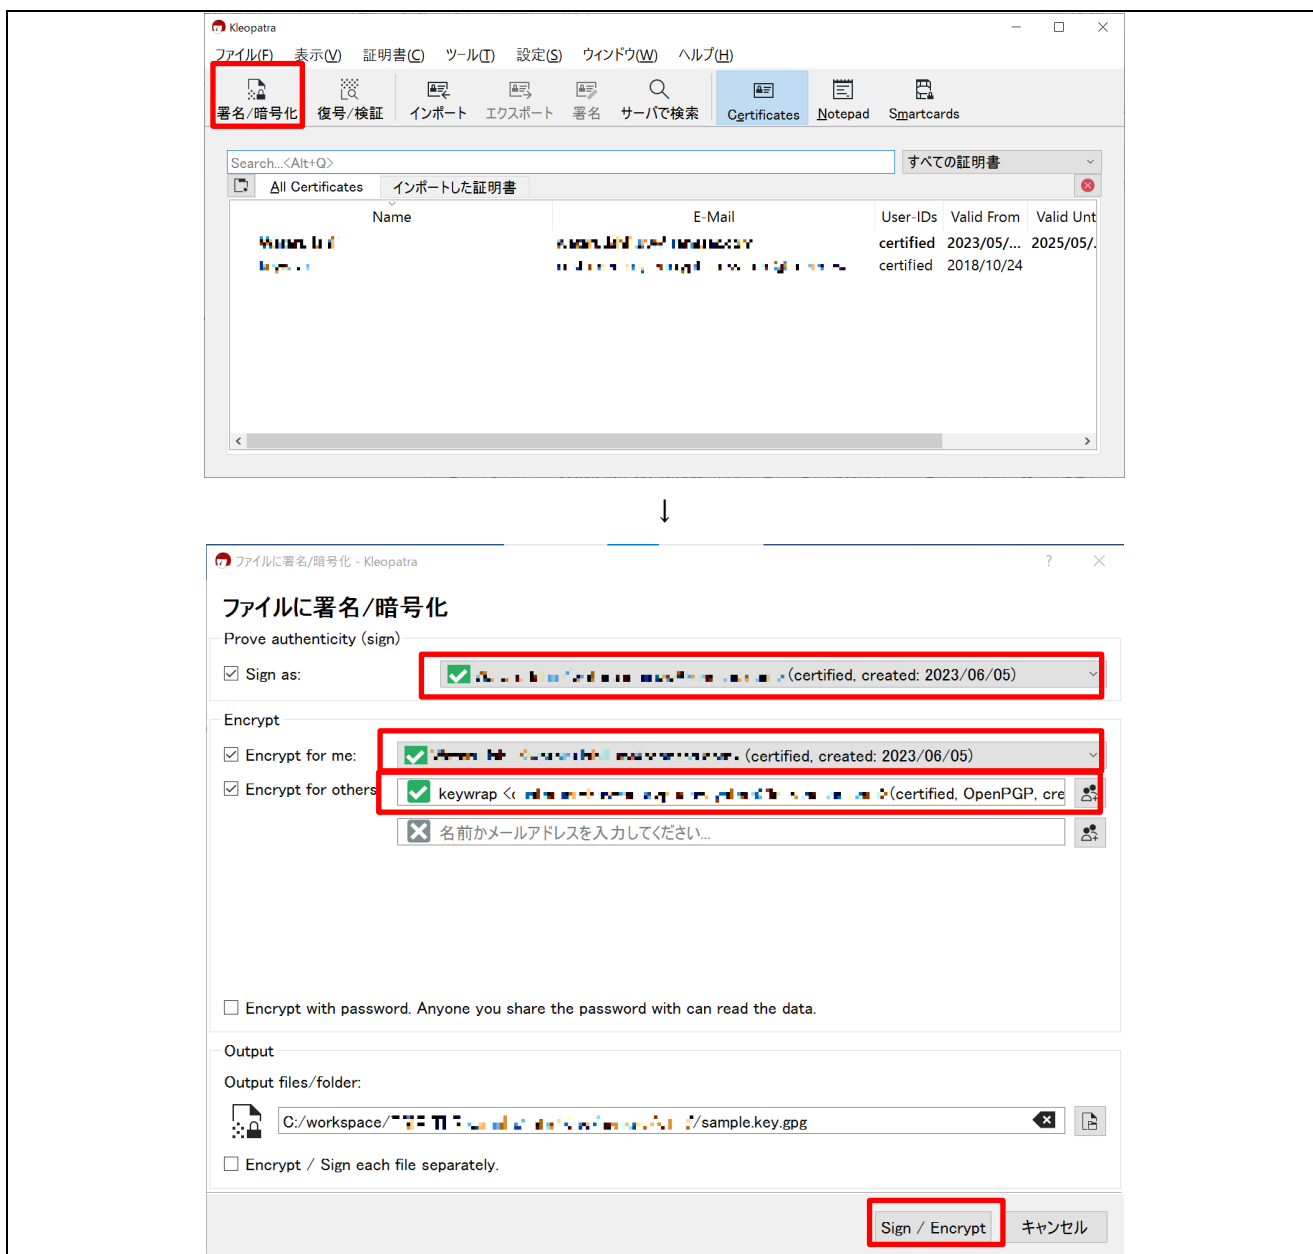 Kleopatra
ファイル(F) 表示(V) 証明書(C) ツール(T) 設定(S) ウィンドウ(W) ヘルプ(H)
署名/暗号化 復号/検証 インポート エクスポート 署名 サーバで検索 Certificates Notepad Smartcards
Search...<Alt+Q> すべての証明書
All Certificates インポートした証明書
Name E-Mail User-IDs Valid From Valid Unt
certified 2023/05/... 2025/05/.
certified 2018/10/24
↓
ファイルに署名/暗号化 - Kleopatra
ファイルに署名/暗号化
Prove authenticity (sign)
Sign as: (certified, created: 2023/06/05)
Encrypt
Encrypt for me: (certified, created: 2023/06/05)
Encrypt for others keywrap < (certified, OpenPGP, cre
名前かメールアドレスを入力してください...
Encrypt with password. Anyone you share the password with can read the data.
Output
Output files/folder:
C:/workspace/ /sample.key.gpg
Encrypt / Sign each file separately.
Sign / Encrypt キャンセル